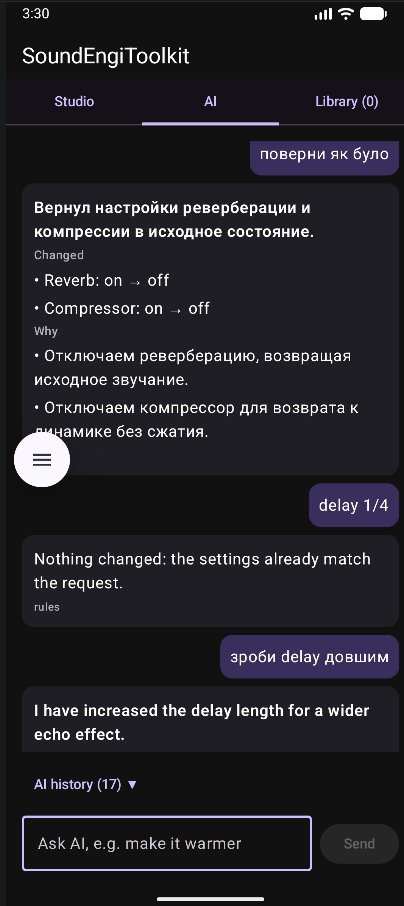 3:30
SoundEngiToolkit
Studio
AI
Library (0)
поверни як було
Вернул настройки реверберации и
компрессии в исходное состояние.
Changed
• Reverb: on → off
• Compressor: on → off
Why
• Отключаем реверберацию, возвращая
исходное звучание.
• Отключаем компрессор для возврата к
динамике без сжатия.
delay 1/4
Nothing changed: the settings already match
the request.
rules
зроби delay довшим
I have increased the delay length for a wider
echo effect.
AI history (17) ▼
Ask AI, e.g. make it warmer
Send